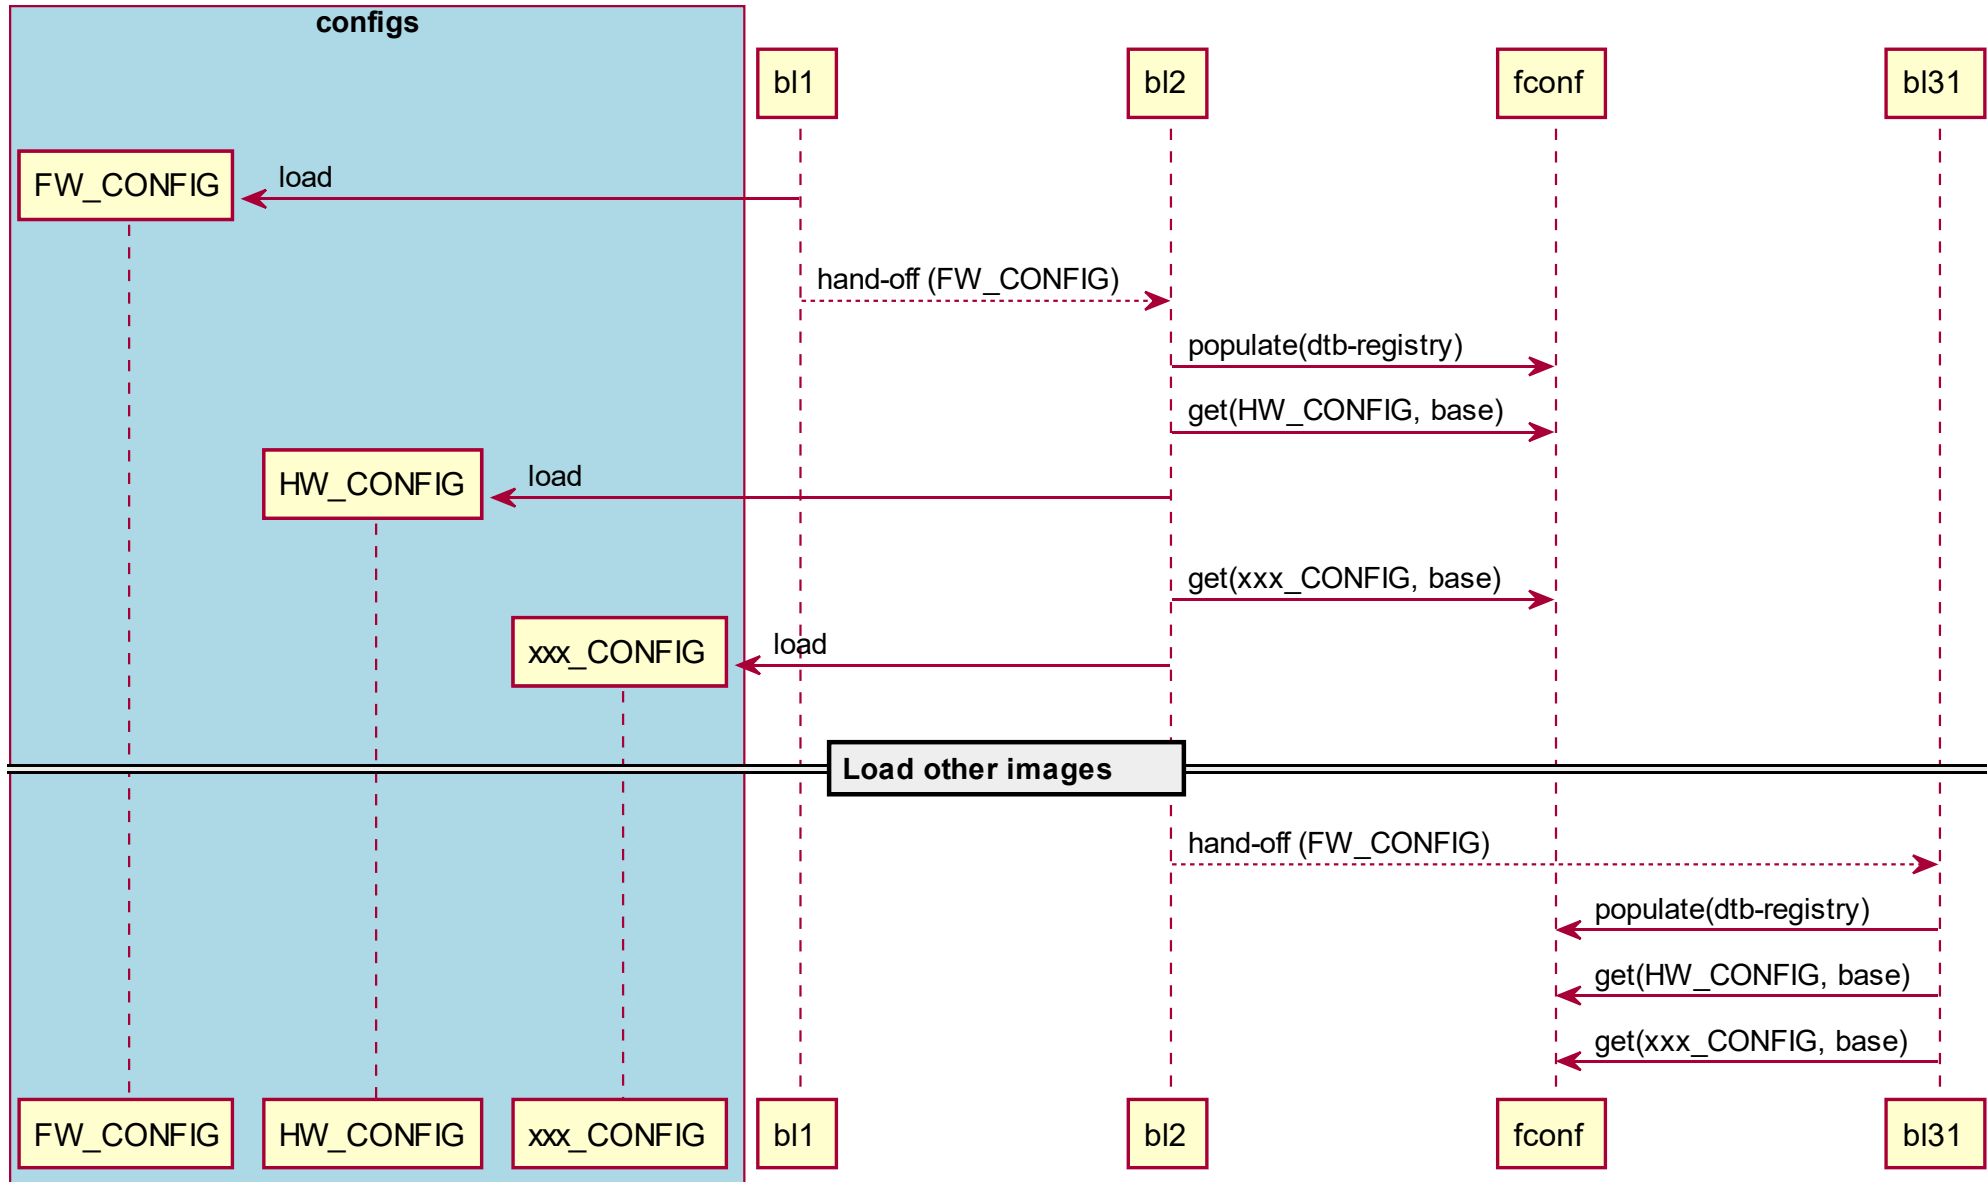 configs
bl1
bl2
fconf
bl31
FW_CONFIG
load
hand-off (FW_CONFIG)
populate(dtb-registry)
get(HW_CONFIG, base)
HW_CONFIG
load
get(xxx_CONFIG, base)
xxx_CONFIG
load
Load other images
hand-off (FW_CONFIG)
populate(dtb-registry)
get(HW_CONFIG, base)
get(xxx_CONFIG, base)
FW_CONFIG
HW_CONFIG
xxx_CONFIG
bl1
bl2
fconf
bl31